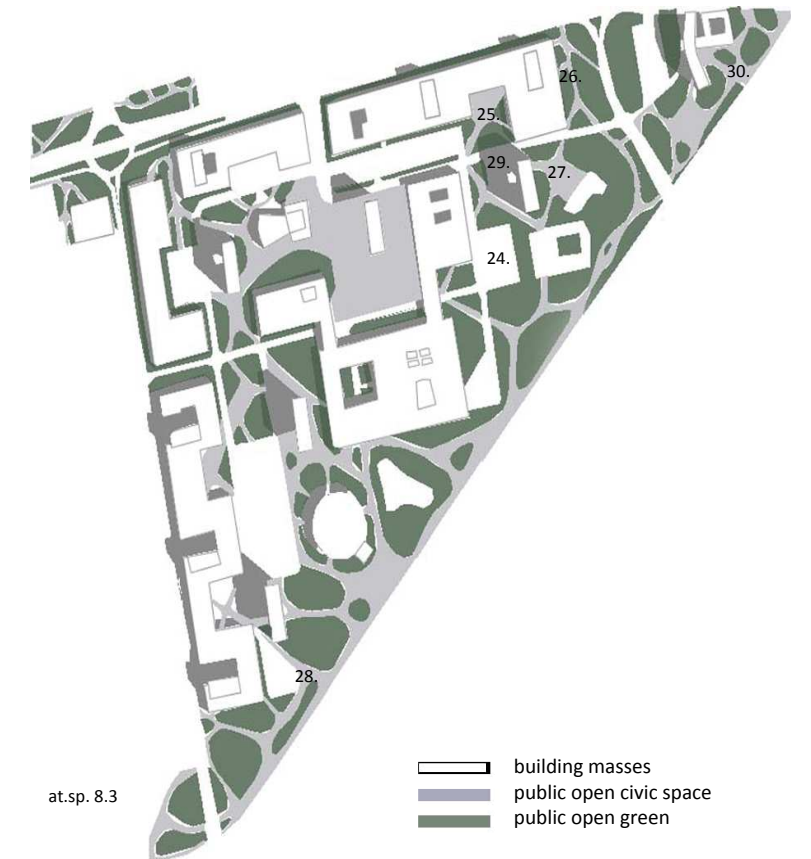 26.
30.
25.
29.
27.
24.
28.
at.sp. 8.3
building masses
public open civic space
public open green